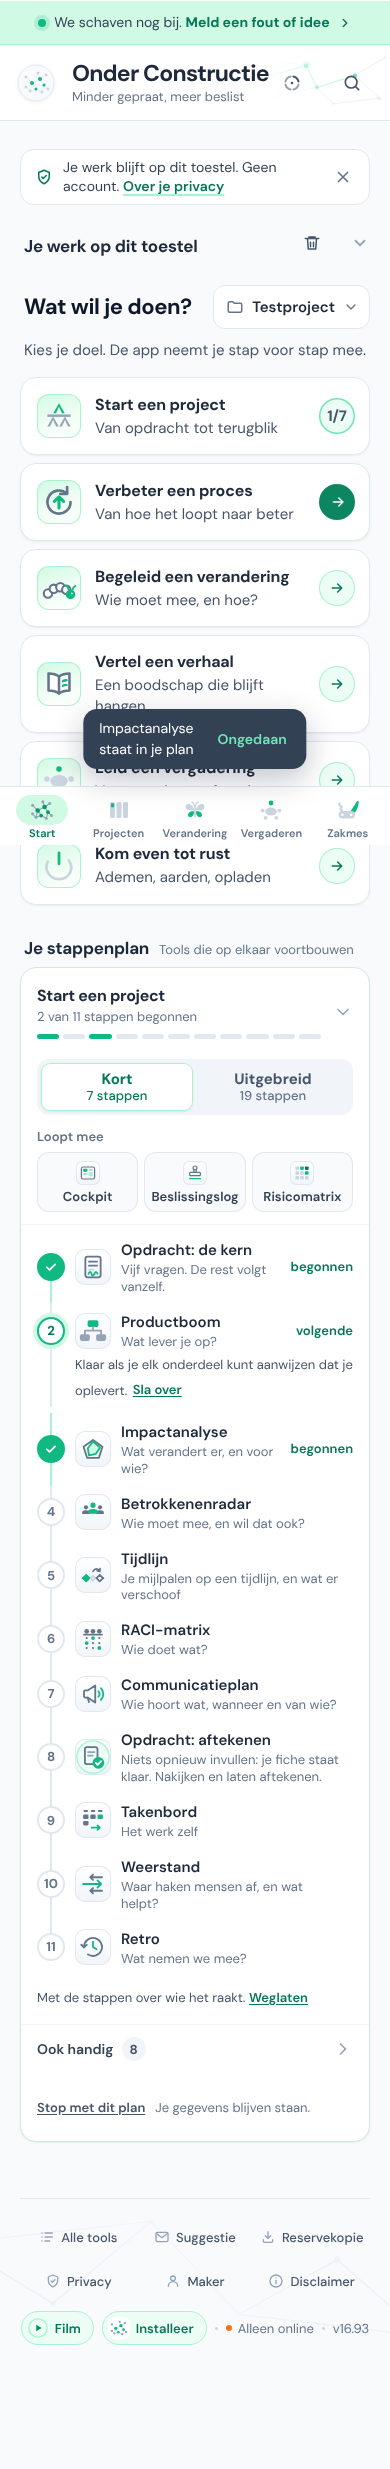 We schaven nog bij. Meld een fout of idee
Onder Constructie
Minder gepraat, meer beslist
Je werk blijft op dit toestel. Geen
account. Over je privacy
Je werk op dit toestel
Wat wil je doen?
Testproject
Kies je doel. De app neemt je stap voor stap mee.
Start een project
Van opdracht tot terugblik
1/7
Verbeter een proces
Van hoe het loopt naar beter
Begeleid een verandering
Wie moet mee, en hoe?
Vertel een verhaal
Een boodschap die blijft
hangen
Impactanalyse
staat in je plan
Ongedaan
Leid een vergadering
Start
Projecten
Verandering
Vergaderen
Zakmes
Kom even tot rust
Ademen, aarden, opladen
Je stappenplan Tools die op elkaar voortbouwen
Start een project
2 van 11 stappen begonnen
Kort
7 stappen
Uitgebreid
19 stappen
Loopt mee
Cockpit
Beslissingslog
Risicomatrix
Opdracht: de kern
Vijf vragen. De rest volgt
vanzelf.
begonnen
2
Productboom
Wat lever je op?
volgende
Klaar als je elk onderdeel kunt aanwijzen dat je
oplevert. Sla over
Impactanalyse
Wat verandert er, en voor
wie?
begonnen
4
Betrokkenenradar
Wie moet mee, en wil dat ook?
5
Tijdlijn
Je mijlpalen op een tijdlijn, en wat er
verschoof
6
RACI-matrix
Wie doet wat?
7
Communicatieplan
Wie hoort wat, wanneer en van wie?
8
Opdracht: aftekenen
Niets opnieuw invullen: je fiche staat
klaar. Nakijken en laten aftekenen.
9
Takenbord
Het werk zelf
10
Weerstand
Waar haken mensen af, en wat
helpt?
11
Retro
Wat nemen we mee?
Met de stappen over wie het raakt. Weglaten
Ook handig 8
Stop met dit plan Je gegevens blijven staan.
Alle tools
Suggestie
Reservekopie
Privacy
Maker
Disclaimer
Film
Installeer
Alleen online
v16.93